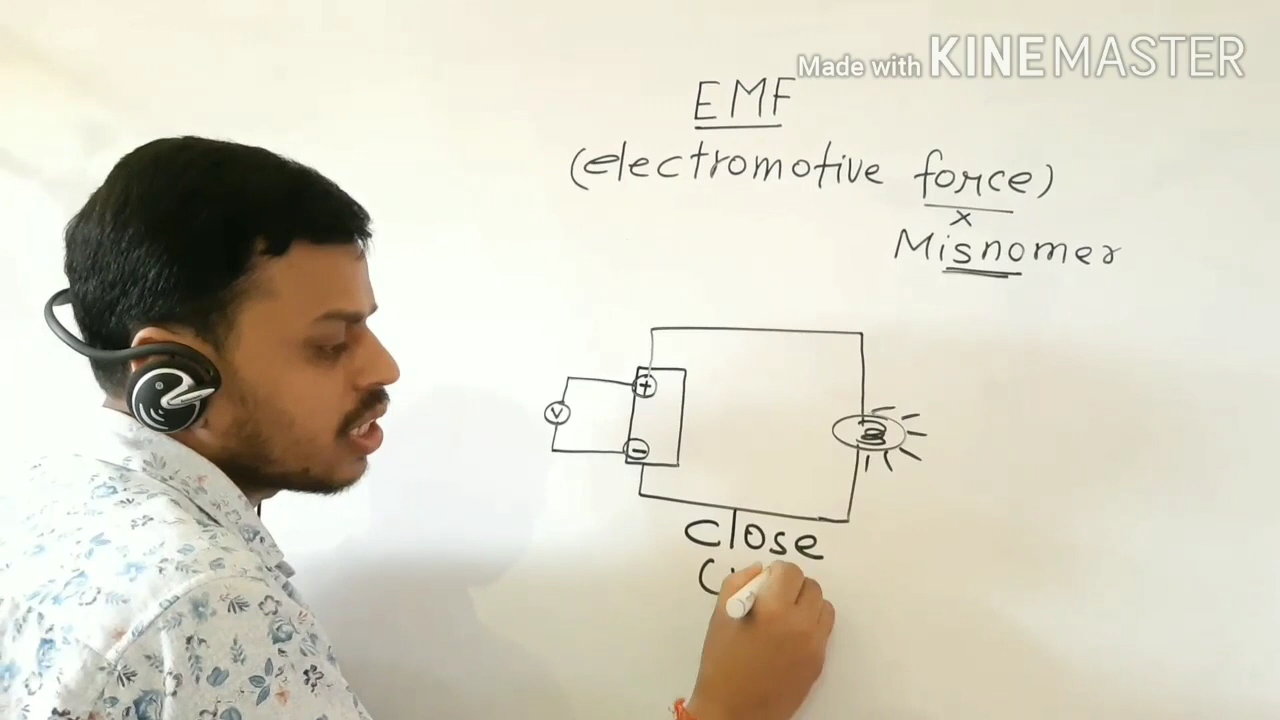 Made with KINEMASTER
EMF
(electromotive force)
x
Misnomer
+
V
-
Close